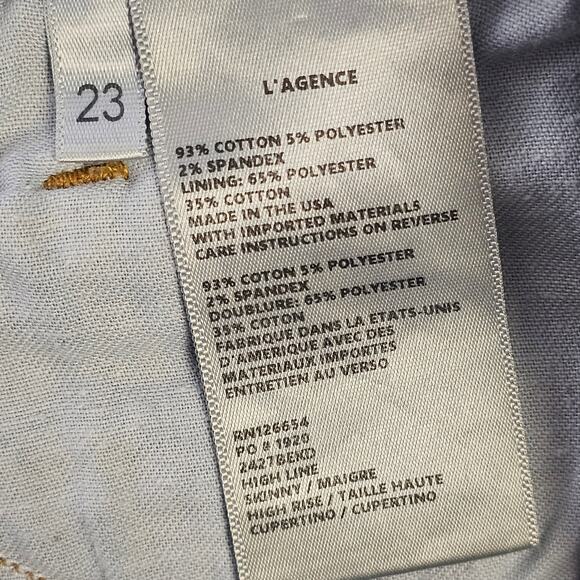 23
L'AGENCE
93% COTTON 5% POLYESTER
2% SPANDEX
LINING: 65% POLYESTER
35% COTTON
MADE IN THE USA
WITH IMPORTED MATERIALS
CARE INSTRUCTIONS ON REVERSE
93% COTON 5% POLYESTER
2% SPANDEX
DOUBLURE: 65% POLYESTER
35% COTON
FABRIQUE DANS LA ETATS-UNIS
D'AMERIQUE AVEC DES
MATERIAUX IMPORTES
ENTRETIEN AU VERSO
RN126654
PO # 1920
2427BEKD
HIGH LINE
SKINNY / MAIGRE
HIGH RISE / TAILLE HAUTE
CUPERTINO / CUPERTINO